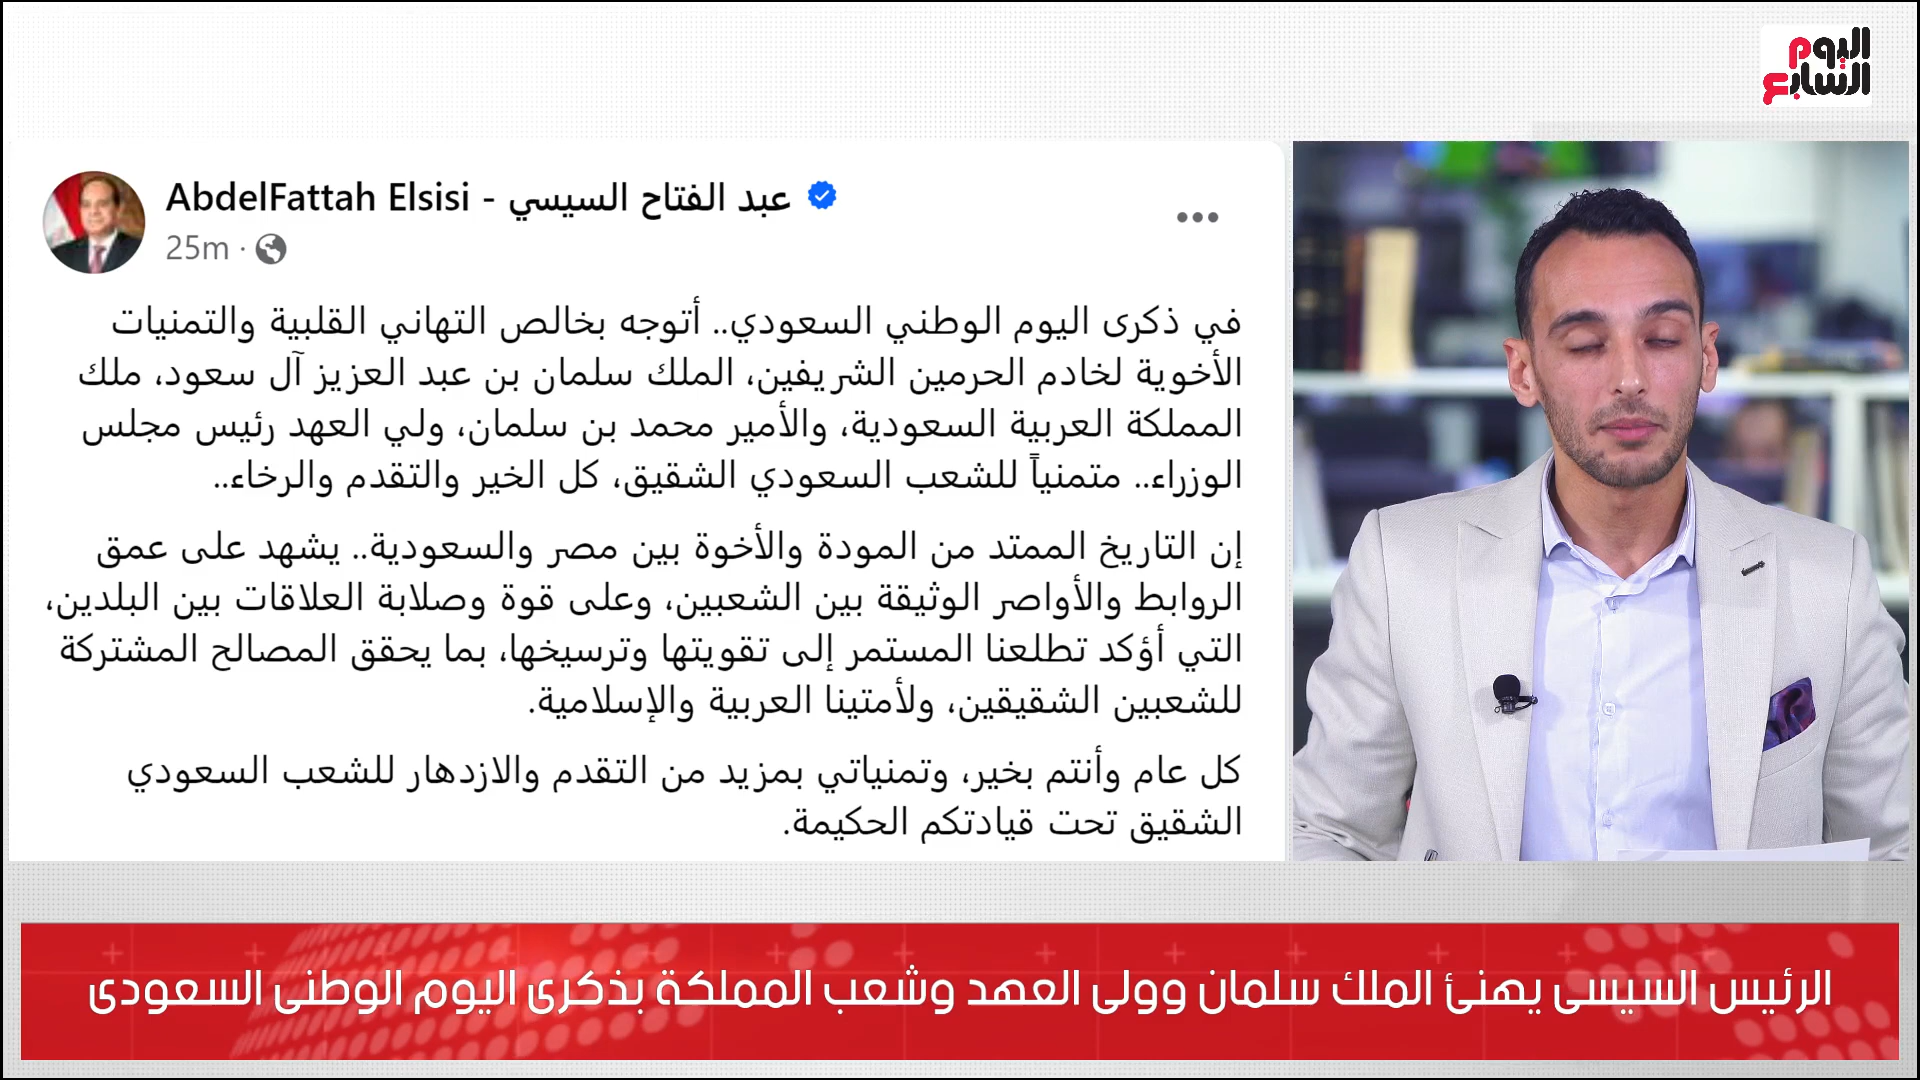 اليوم
السابع
AbdelFattah Elsisi - عبد الفتاح السيسي
25m ·
في ذكرى اليوم الوطني السعودي.. أتوجه بخالص التهاني القلبية والتمنيات
الأخوية لخادم الحرمين الشريفين، الملك سلمان بن عبد العزيز آل سعود، ملك
المملكة العربية السعودية، والأمير محمد بن سلمان، ولي العهد رئيس مجلس
الوزراء.. متمنياً للشعب السعودي الشقيق، كل الخير والتقدم والرخاء..
إن التاريخ الممتد من المودة والأخوة بين مصر والسعودية.. يشهد على عمق
الروابط والأواصر الوثيقة بين الشعبين، وعلى قوة وصلابة العلاقات بين البلدين،
التي أؤكد تطلعنا المستمر إلى تقويتها وترسيخها، بما يحقق المصالح المشتركة
للشعبين الشقيقين، ولأمتينا العربية والإسلامية.
كل عام وأنتم بخير، وتمنياتي بمزيد من التقدم والازدهار للشعب السعودي
الشقيق تحت قيادتكم الحكيمة.
الرئيس السيسى يهنئ الملك سلمان وولى العهد وشعب المملكة بذكرى اليوم الوطنى السعودى